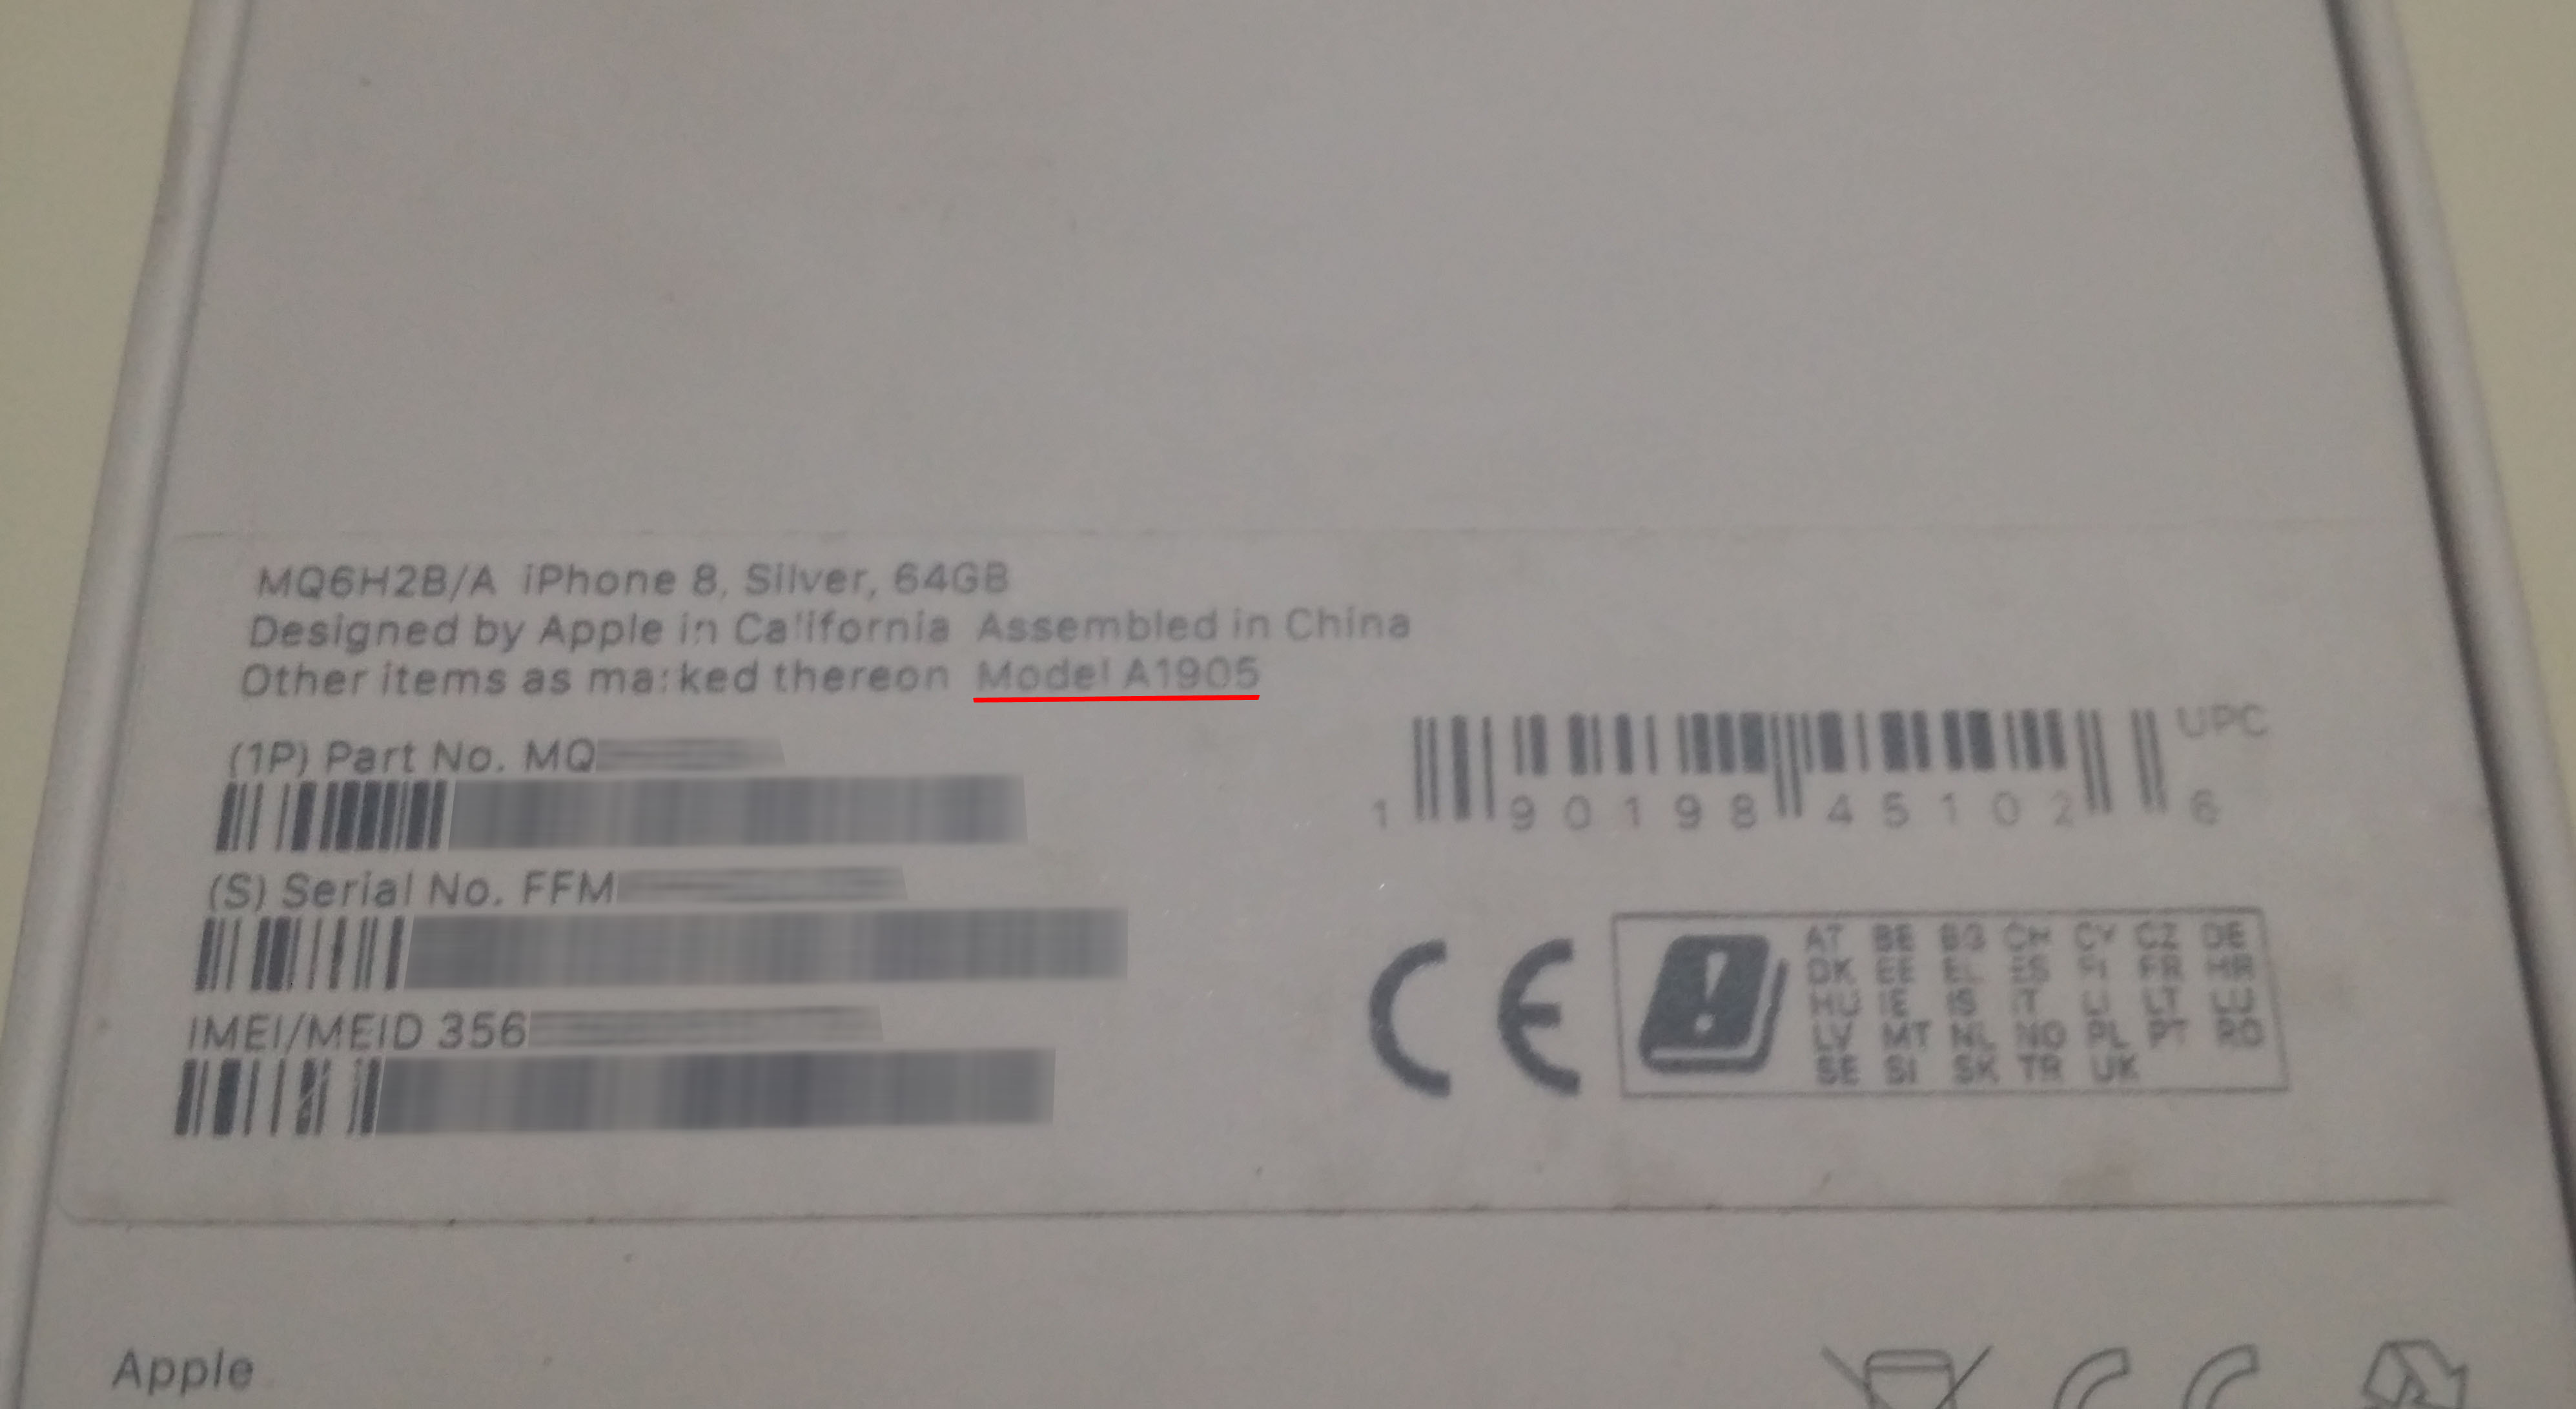 MQ6H2B/A iPhone 8, Silver, 64GB
Designed by Apple in California Assembled in China
Other items as marked thereon Model A1905
(1P) Part No. MQ
(S) Serial No. FFM
IMEI/MEID 356
UPC
1 90198 45102 6
CE
AT BE BG CH CY CZ DE
DK EE EL ES FI FR HR
HU IE IS IT LI LT LU
LV MT NL NO PL PT RO
SE SI SK TR UK
Apple